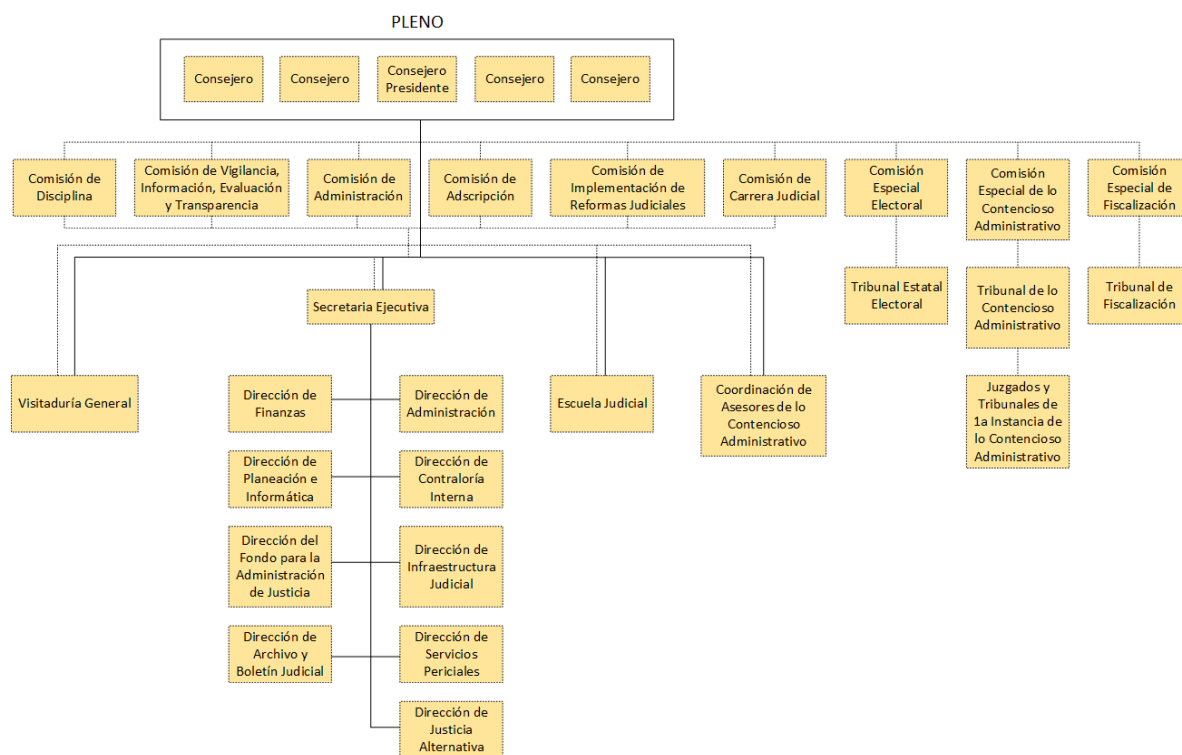 PLENO
Consejero
Consejero
Consejero
Presidente
Consejero
Consejero
Comisión de
Disciplina
Comisión de Vigilancia,
Información, Evaluación
y Transparencia
Comisión de
Administración
Comisión de
Adscripción
Comisión de
Implementación de
Reformas Judiciales
Comisión de
Carrera Judicial
Comisión
Especial
Electoral
Comisión
Especial de lo
Contencioso
Administrativo
Comisión
Especial de
Fiscalización
Secretaria Ejecutiva
Tribunal Estatal
Electoral
Tribunal de lo
Contencioso
Administrativo
Tribunal de
Fiscalización
Visitaduría General
Dirección de
Finanzas
Dirección de
Administración
Escuela Judicial
Coordinación de
Asesores de lo
Contencioso
Administrativo
Juzgados y
Tribunales de
1a Instancia de
lo Contencioso
Administrativo
Dirección de
Planeación e
Informática
Dirección de
Contraloría
Interna
Dirección del
Fondo para la
Administración
de Justicia
Dirección de
Infraestructura
Judicial
Dirección de
Archivo y
Boletín Judicial
Dirección de
Servicios
Periciales
Dirección de
Justicia
Alternativa